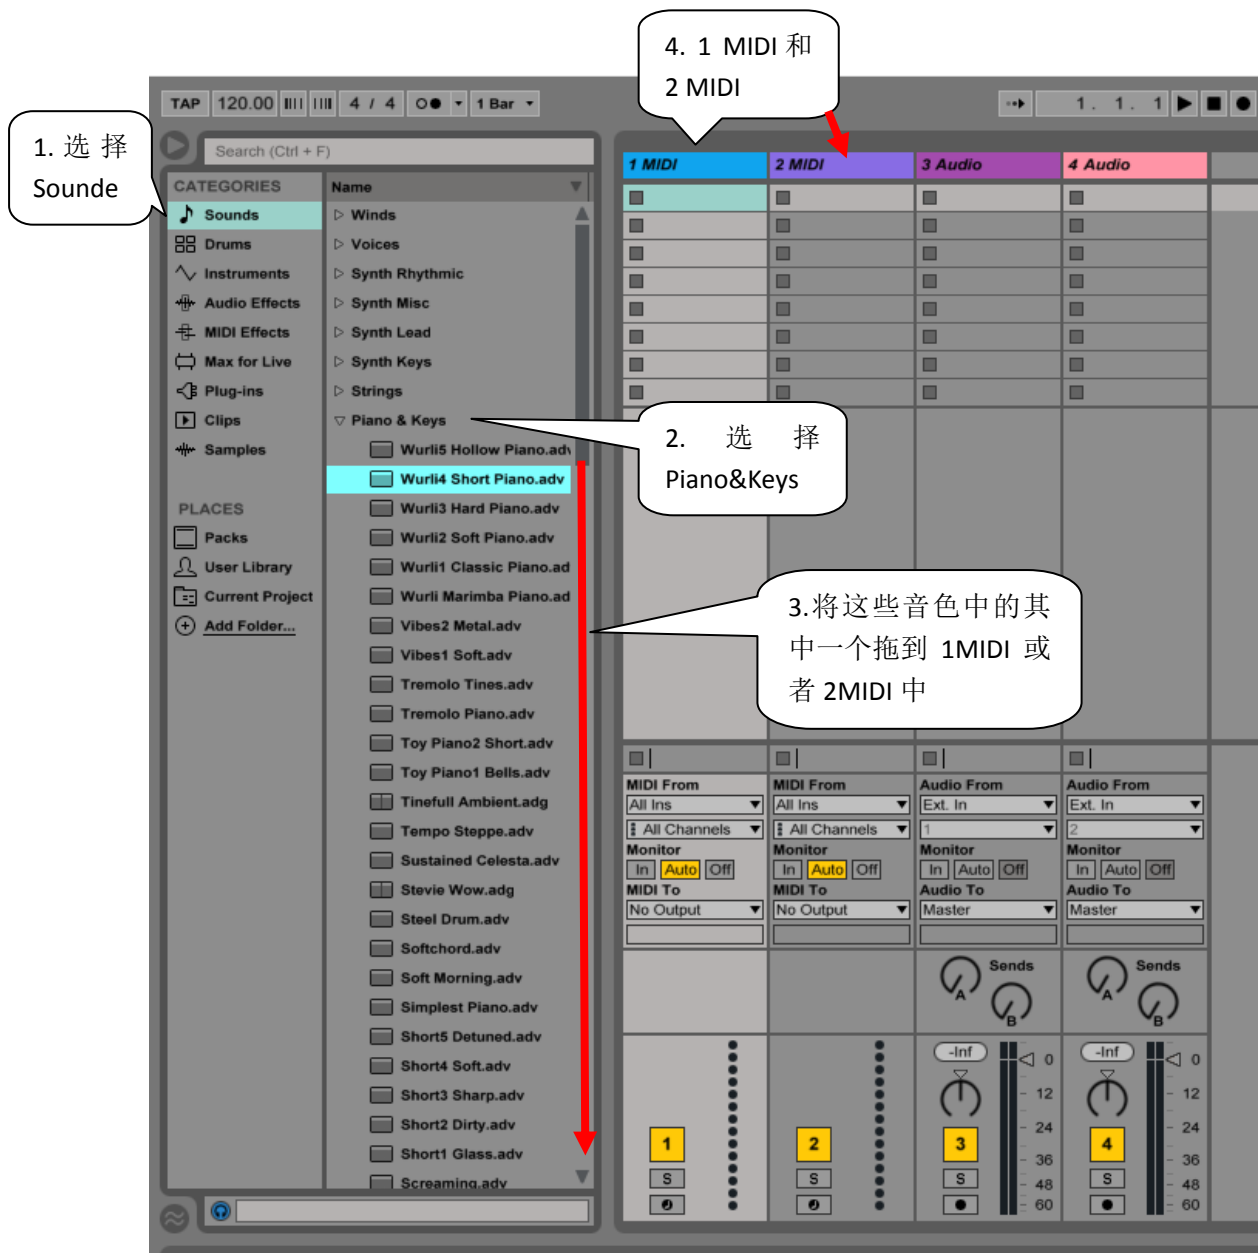 4. 1 MIDI 和
2 MIDI
TAP 120.00 4 / 4 1 Bar 1. 1. 1
1. 选 择
Sounde
Search (Ctrl + F)
CATEGORIES
Sounds
Drums
Instruments
Audio Effects
MIDI Effects
Max for Live
Plug-ins
Clips
Samples
PLACES
Packs
User Library
Current Project
Add Folder...
Name
Winds
Voices
Synth Rhythmic
Synth Misc
Synth Lead
Synth Keys
Strings
Piano & Keys
Wurli5 Hollow Piano.adv
Wurli4 Short Piano.adv
Wurli3 Hard Piano.adv
Wurli2 Soft Piano.adv
Wurli1 Classic Piano.ad
Wurli Marimba Piano.ad
Vibes2 Metal.adv
Vibes1 Soft.adv
Tremolo Tines.adv
Tremolo Piano.adv
Toy Piano2 Short.adv
Toy Piano1 Bells.adv
Tinefull Ambient.adg
Tempo Steppe.adv
Sustained Celesta.adv
Stevie Wow.adg
Steel Drum.adv
Softchord.adv
Soft Morning.adv
Simplest Piano.adv
Short5 Detuned.adv
Short4 Soft.adv
Short3 Sharp.adv
Short2 Dirty.adv
Short1 Glass.adv
Screaming.adv
1 MIDI 2 MIDI 3 Audio 4 Audio
2. 选 择
Piano&Keys
3.将这些音色中的其
中一个拖到 1MIDI 或
者 2MIDI 中
MIDI From MIDI From Audio From Audio From
All Ins All Ins Ext. In Ext. In
All Channels All Channels 1 2
Monitor Monitor Monitor Monitor
In Auto Off In Auto Off In Auto Off In Auto Off
MIDI To MIDI To Audio To Audio To
No Output No Output Master Master
Sends Sends
A A
B B
-Inf 0 -Inf 0
12 12
24 24
1 2 3 4
36 36
S S S S
48 48
60 60